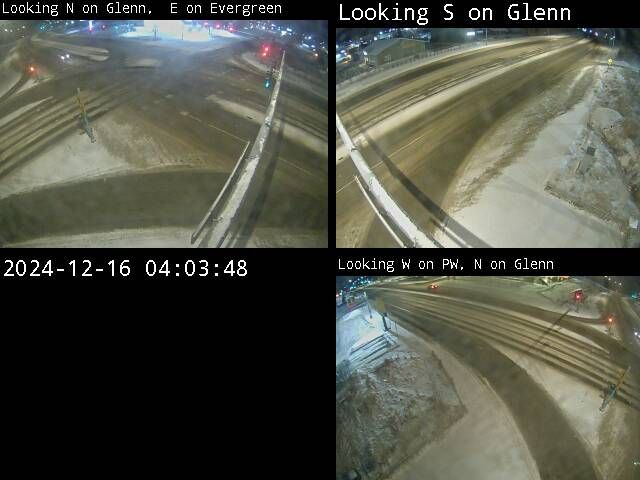 Looking N on Glenn,  E on Evergreen
Looking S on Glenn
2024-12-16 04:03:48
Looking W on PW, N on Glenn